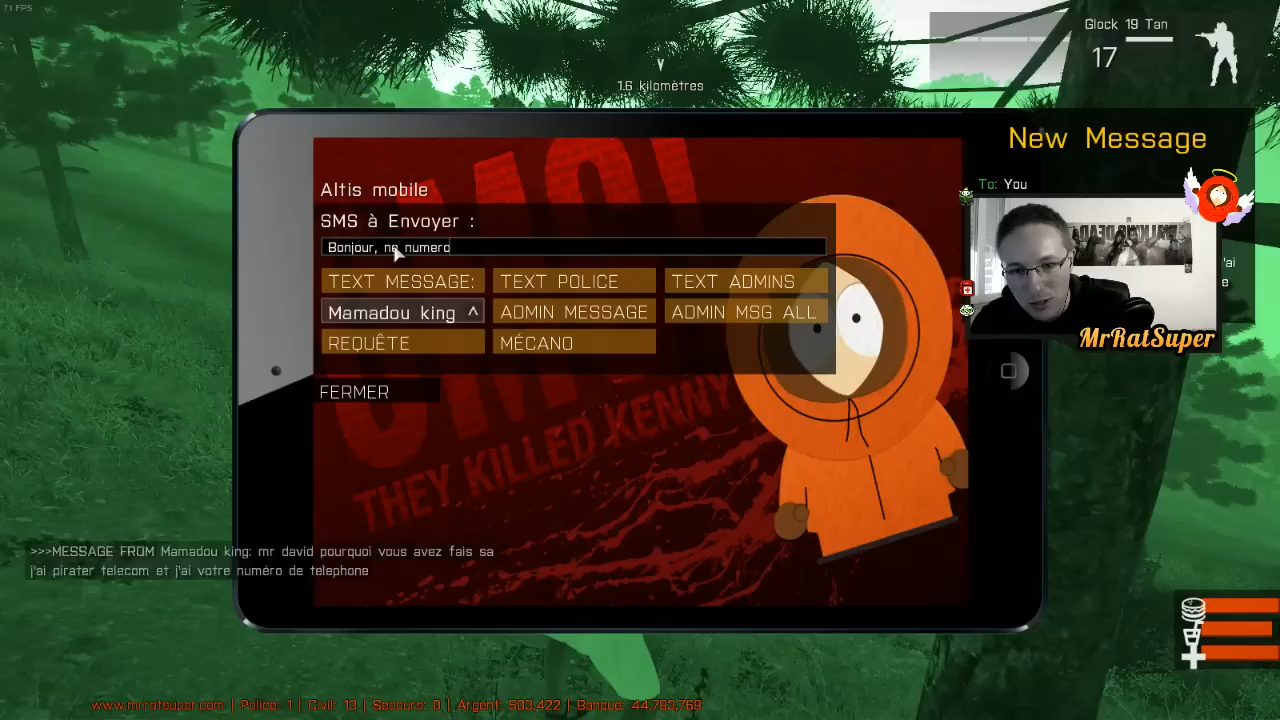 71 FPS
Glock 19 Tan
17
1.6 kilomètres
New Message
To: You
Altis mobile
SMS à Envoyer :
Bonjour, ne numero
TEXT MESSAGE:
TEXT POLICE
TEXT ADMINS
Mamadou king ^
ADMIN MESSAGE
ADMIN MSG ALL
REQUÊTE
MÉCANO
FERMER
THEY KILLED KENNY
MrRatSuper
>>>MESSAGE FROM Mamadou king: mr david pourquoi vous avez fais sa
j'ai pirater telecom et j'ai votre numéro de telephone
www.mrratsuper.com | Police: 1 | Civil: 13 | Secours: 0 | Argent: 503,422 | Banque: 44,783,768